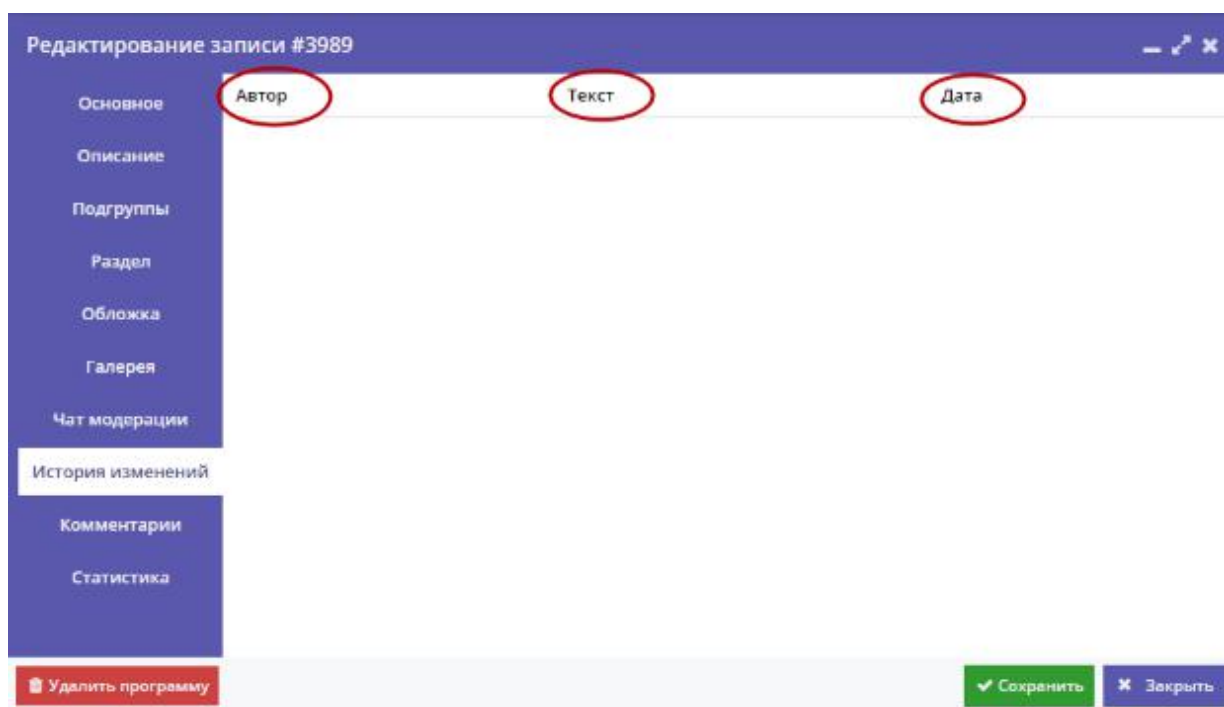 Редактирование записи #3989
Основное
Автор
Текст
Дата
Описание
Подгруппы
Раздел
Обложка
Галерея
Чат модерации
История изменений
Комментарии
Статистика
Удалить программу
Сохранить
Закрыть